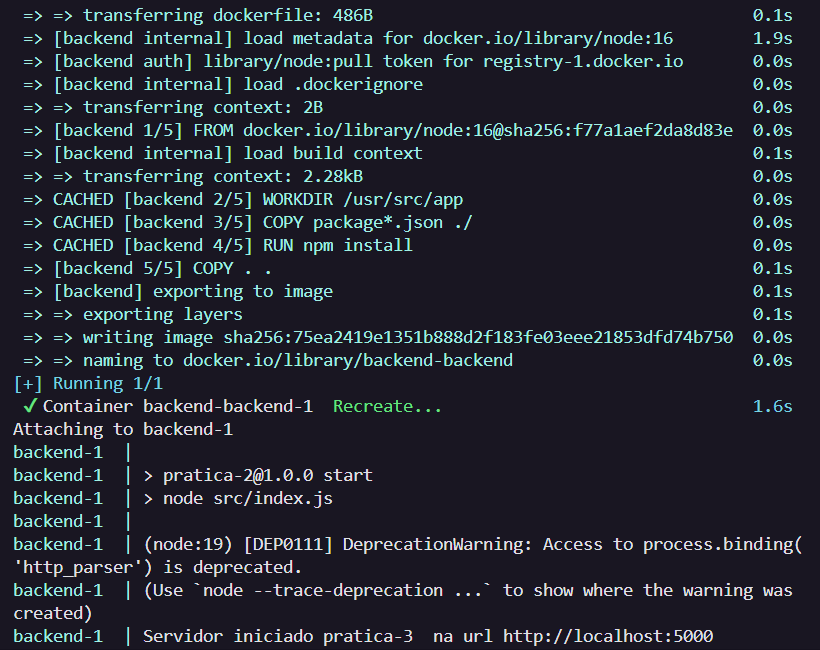 => => transferring dockerfile: 486B 0.1s
=> [backend internal] load metadata for docker.io/library/node:16 1.9s
=> [backend auth] library/node:pull token for registry-1.docker.io 0.0s
=> [backend internal] load .dockerignore 0.0s
=> => transferring context: 2B 0.0s
=> [backend 1/5] FROM docker.io/library/node:16@sha256:f77a1aef2da8d83e 0.0s
=> [backend internal] load build context 0.1s
=> => transferring context: 2.28kB 0.0s
=> CACHED [backend 2/5] WORKDIR /usr/src/app 0.0s
=> CACHED [backend 3/5] COPY package*.json ./ 0.0s
=> CACHED [backend 4/5] RUN npm install 0.0s
=> [backend 5/5] COPY . . 0.1s
=> [backend] exporting to image 0.1s
=> => exporting layers 0.1s
=> => writing image sha256:75ea2419e1351b888d2f183fe03eee21853dfd74b750 0.0s
=> => naming to docker.io/library/backend-backend 0.0s
[+] Running 1/1
✓ Container backend-backend-1 Recreate... 1.6s
Attaching to backend-1
backend-1 |
backend-1 | > pratica-2@1.0.0 start
backend-1 | > node src/index.js
backend-1 |
backend-1 | (node:19) [DEP0111] DeprecationWarning: Access to process.binding(
'http_parser') is deprecated.
backend-1 | (Use `node --trace-deprecation ...` to show where the warning was
created)
backend-1 | Servidor iniciado pratica-3 na url http://localhost:5000